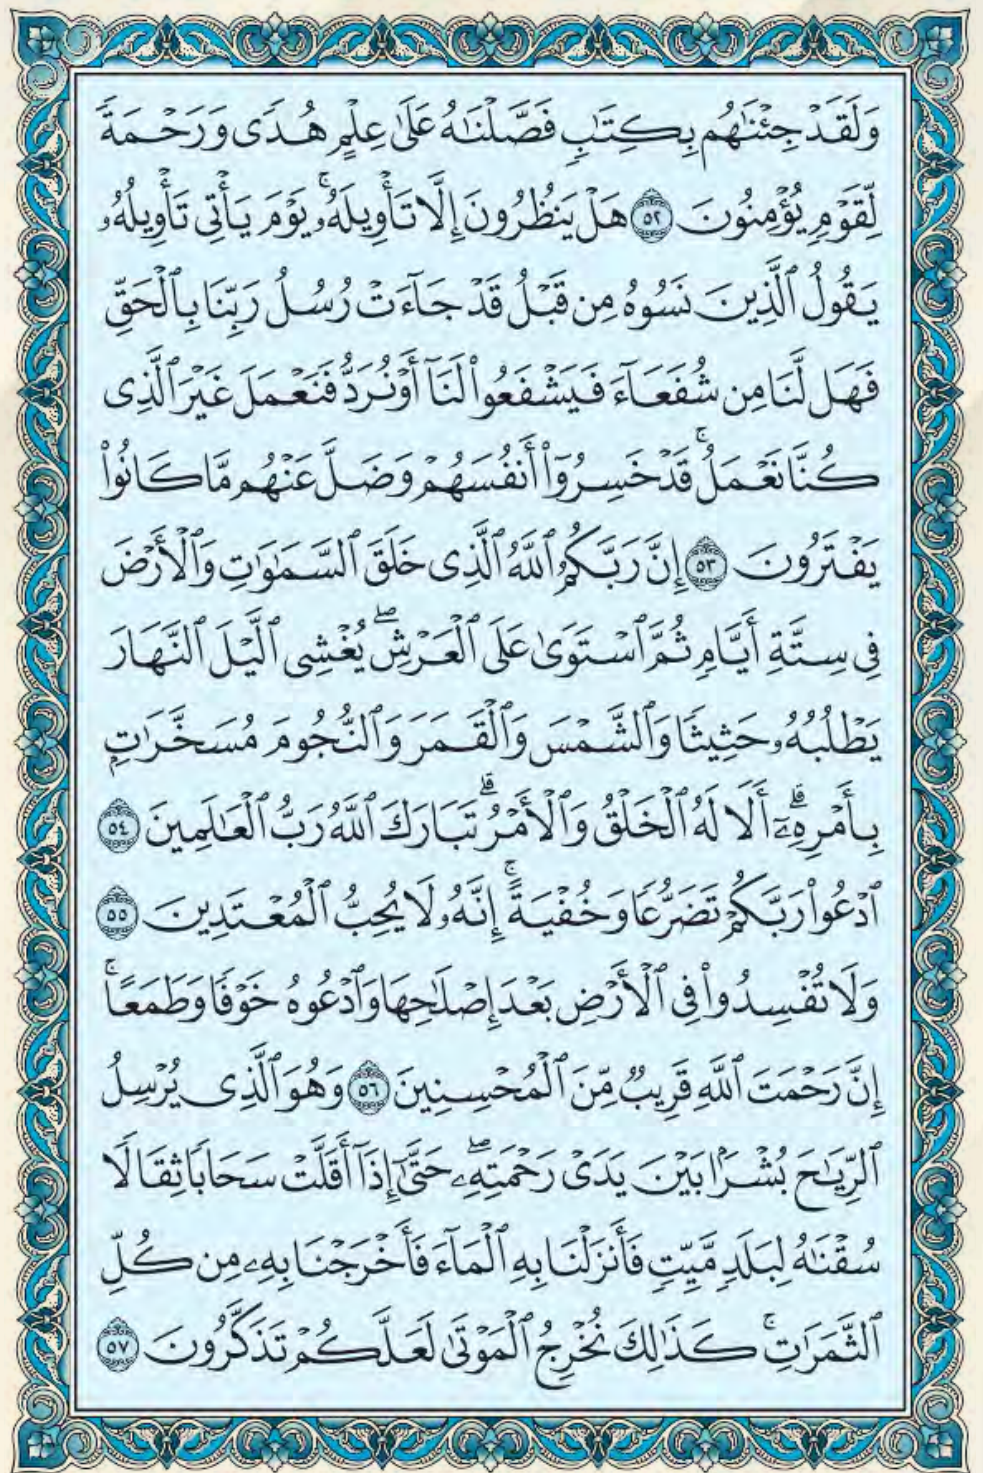 وَلَقَدۡ جِئۡنَٰهُم بِكِتَٰبٖ فَصَّلۡنَٰهُ عَلَىٰ عِلۡمٍ هُدٗى وَرَحۡمَةٗ
لِّقَوۡمٖ يُؤۡمِنُونَ ٥٢ هَلۡ يَنظُرُونَ إِلَّا تَأۡوِيلَهُۥۚ يَوۡمَ يَأۡتِي تَأۡوِيلُهُۥ
يَقُولُ ٱلَّذِينَ نَسُوهُ مِن قَبۡلُ قَدۡ جَآءَتۡ رُسُلُ رَبِّنَا بِٱلۡحَقِّ
فَهَل لَّنَا مِن شُفَعَآءَ فَيَشۡفَعُواْ لَنَآ أَوۡ نُرَدُّ فَنَعۡمَلَ غَيۡرَ ٱلَّذِي
كُنَّا نَعۡمَلُۚ قَدۡ خَسِرُوٓاْ أَنفُسَهُمۡ وَضَلَّ عَنۡهُم مَّا كَانُواْ
يَفۡتَرُونَ ٥٣ إِنَّ رَبَّكُمُ ٱللَّهُ ٱلَّذِي خَلَقَ ٱلسَّمَٰوَٰتِ وَٱلۡأَرۡضَ
فِي سِتَّةِ أَيَّامٖ ثُمَّ ٱسۡتَوَىٰ عَلَى ٱلۡعَرۡشِۖ يُغۡشِي ٱلَّيۡلَ ٱلنَّهَارَ
يَطۡلُبُهُۥ حَثِيثٗا وَٱلشَّمۡسَ وَٱلۡقَمَرَ وَٱلنُّجُومَ مُسَخَّرَٰتِۭ
بِأَمۡرِهِۦٓۗ أَلَا لَهُ ٱلۡخَلۡقُ وَٱلۡأَمۡرُۗ تَبَارَكَ ٱللَّهُ رَبُّ ٱلۡعَٰلَمِينَ ٥٤
ٱدۡعُواْ رَبَّكُمۡ تَضَرُّعٗا وَخُفۡيَةًۚ إِنَّهُۥ لَا يُحِبُّ ٱلۡمُعۡتَدِينَ ٥٥
وَلَا تُفۡسِدُواْ فِي ٱلۡأَرۡضِ بَعۡدَ إِصۡلَٰحِهَا وَٱدۡعُوهُ خَوۡفٗا وَطَمَعًاۚ
إِنَّ رَحۡمَتَ ٱللَّهِ قَرِيبٞ مِّنَ ٱلۡمُحۡسِنِينَ ٥٦ وَهُوَ ٱلَّذِي يُرۡسِلُ
ٱلرِّيَٰحَ بُشۡرَۢا بَيۡنَ يَدَيۡ رَحۡمَتِهِۦۖ حَتَّىٰٓ إِذَآ أَقَلَّتۡ سَحَابٗا ثِقَالٗا
سُقۡنَٰهُ لِبَلَدٖ مَّيِّتٖ فَأَنزَلۡنَا بِهِ ٱلۡمَآءَ فَأَخۡرَجۡنَا بِهِۦ مِن كُلِّ
ٱلثَّمَرَٰتِۚ كَذَٰلِكَ نُخۡرِجُ ٱلۡمَوۡتَىٰ لَعَلَّكُمۡ تَذَكَّرُونَ ٥٧